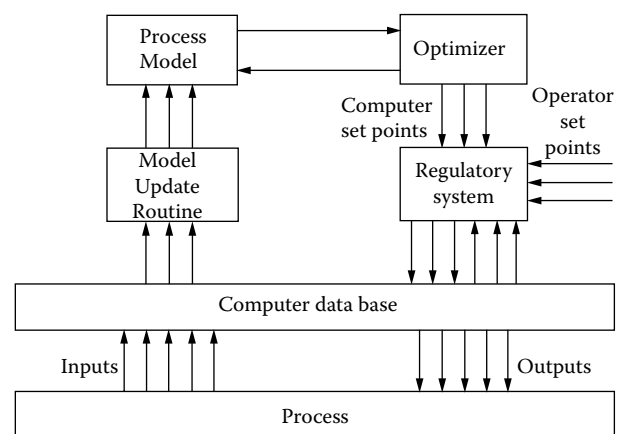 Process
Model
Optimizer
Computer
set points
Operator
set
points
Model
Update
Routine
Regulatory
system
Computer data base
Inputs
Outputs
Process